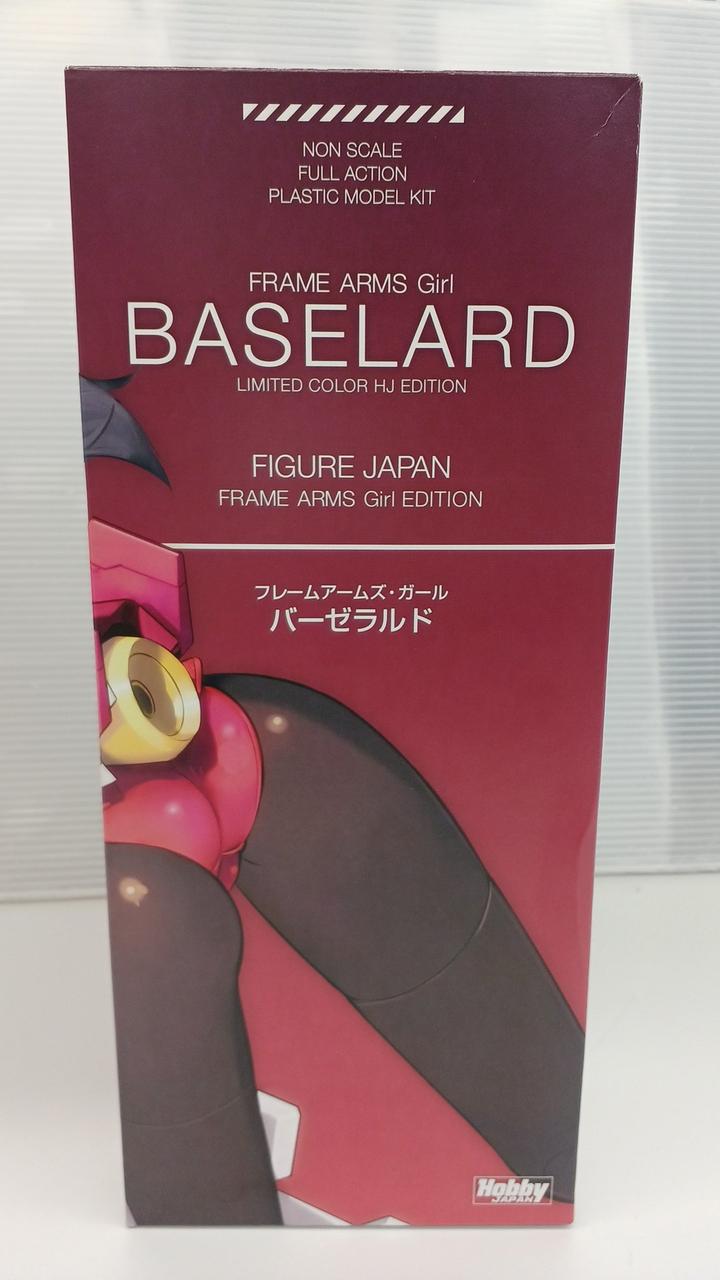 NON SCALE
FULL ACTION
PLASTIC MODEL KIT
FRAME ARMS Girl
BASELARD
LIMITED COLOR HJ EDITION
FIGURE JAPAN
FRAME ARMS Girl EDITION
フレームアームズ・ガール
バーゼラルド
Hobby
JAPAN